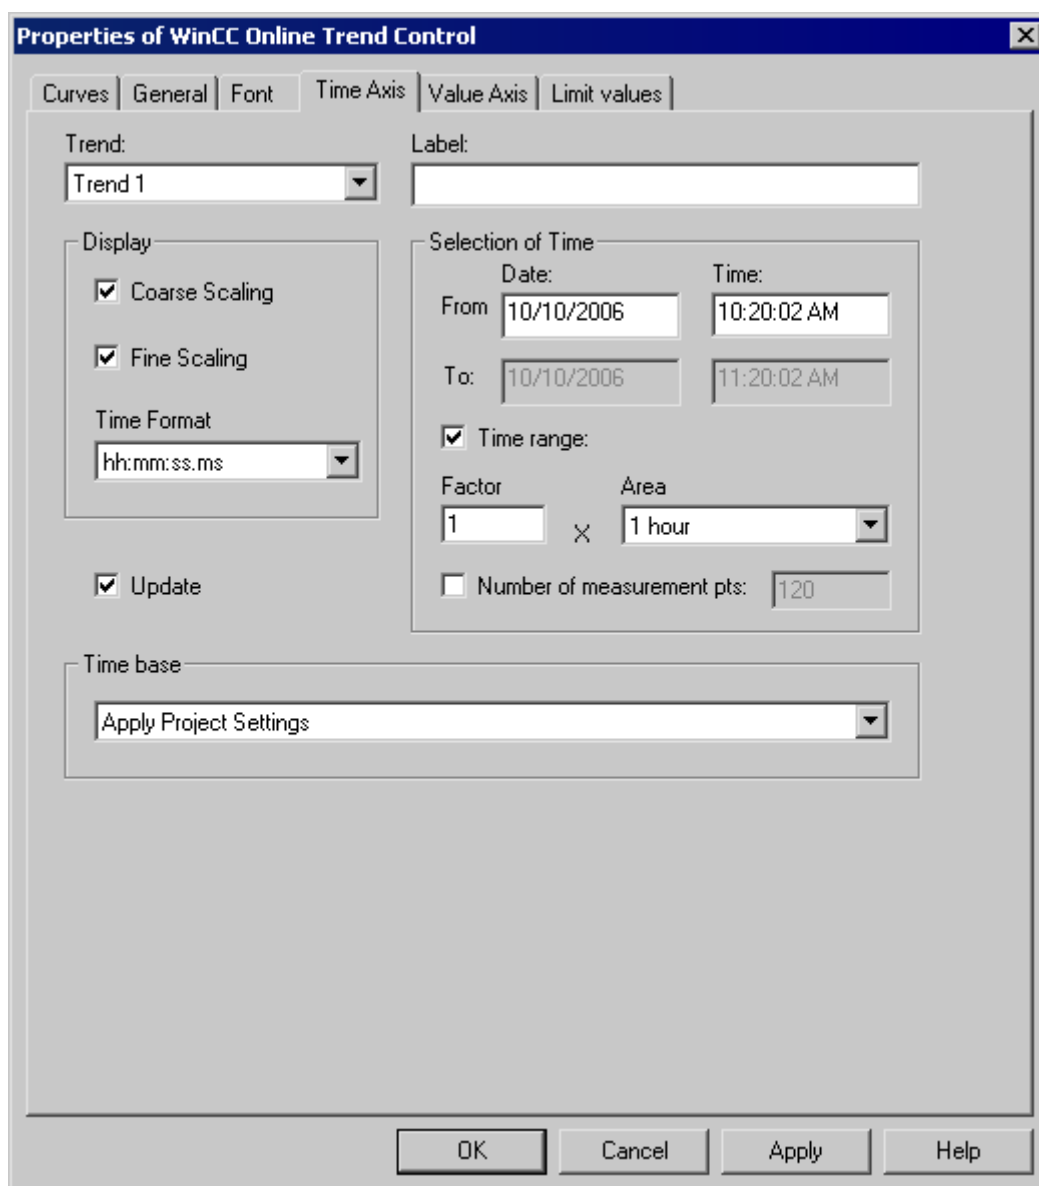 Properties of WinCC Online Trend Control
Curves General Font Time Axis Value Axis Limit values
Trend: Label:
Trend 1
Display Selection of Time
Date: Time:
Coarse Scaling From 10/10/2006 10:20:02 AM
Fine Scaling To: 10/10/2006 11:20:02 AM
Time Format Time range:
hh:mm:ss.ms
Factor Area
1 X 1 hour
Update Number of measurement pts: 120
Time base
Apply Project Settings
OK Cancel Apply Help